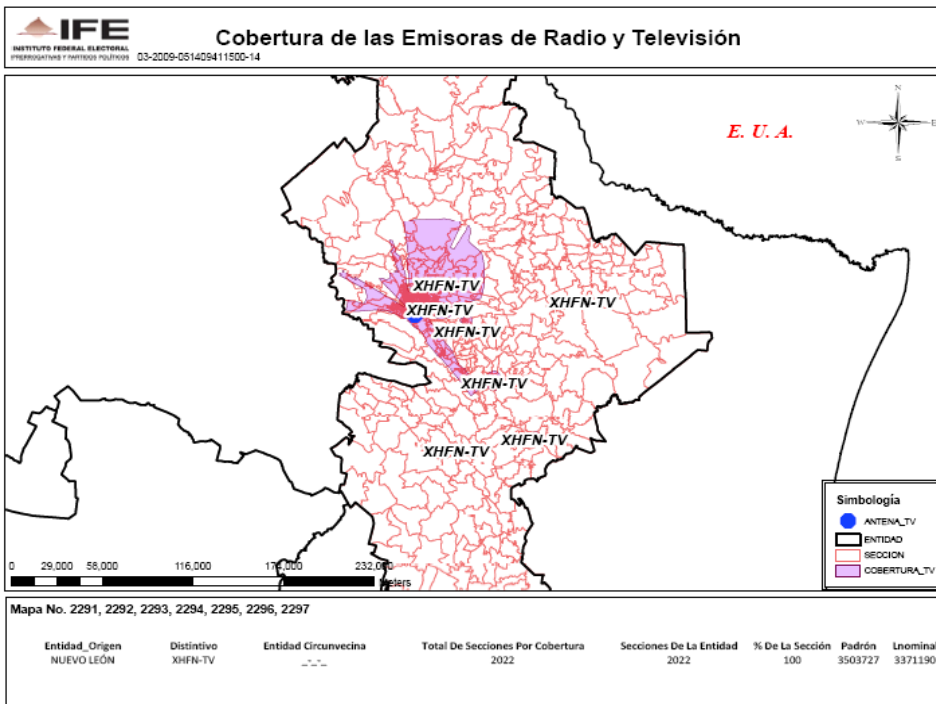 IFE
INSTITUTO FEDERAL ELECTORAL
PRERROGATIVAS Y PARTIDOS POLÍTICOS
03-2009-051409411500-14
Cobertura de las Emisoras de Radio y Televisión
N
E. U. A.
W E
S
XHFN-TV
XHFN-TV
XHFN-TV
XHFN-TV
XHFN-TV
XHFN-TV
XHFN-TV
Simbología
ANTENA_TV
ENTIDAD
SECCION
COBERTURA_TV
0 29,000 58,000 116,000 174,000 232,000
Meters
Mapa No. 2291, 2292, 2293, 2294, 2295, 2296, 2297
Entidad_Origen Distintivo Entidad Circunvecina Total De Secciones Por Cobertura Secciones De La Entidad % De La Sección Padrón Lnominal
NUEVO LEÓN XHFN-TV _-_-_ 2022 2022 100 3503727 3371190